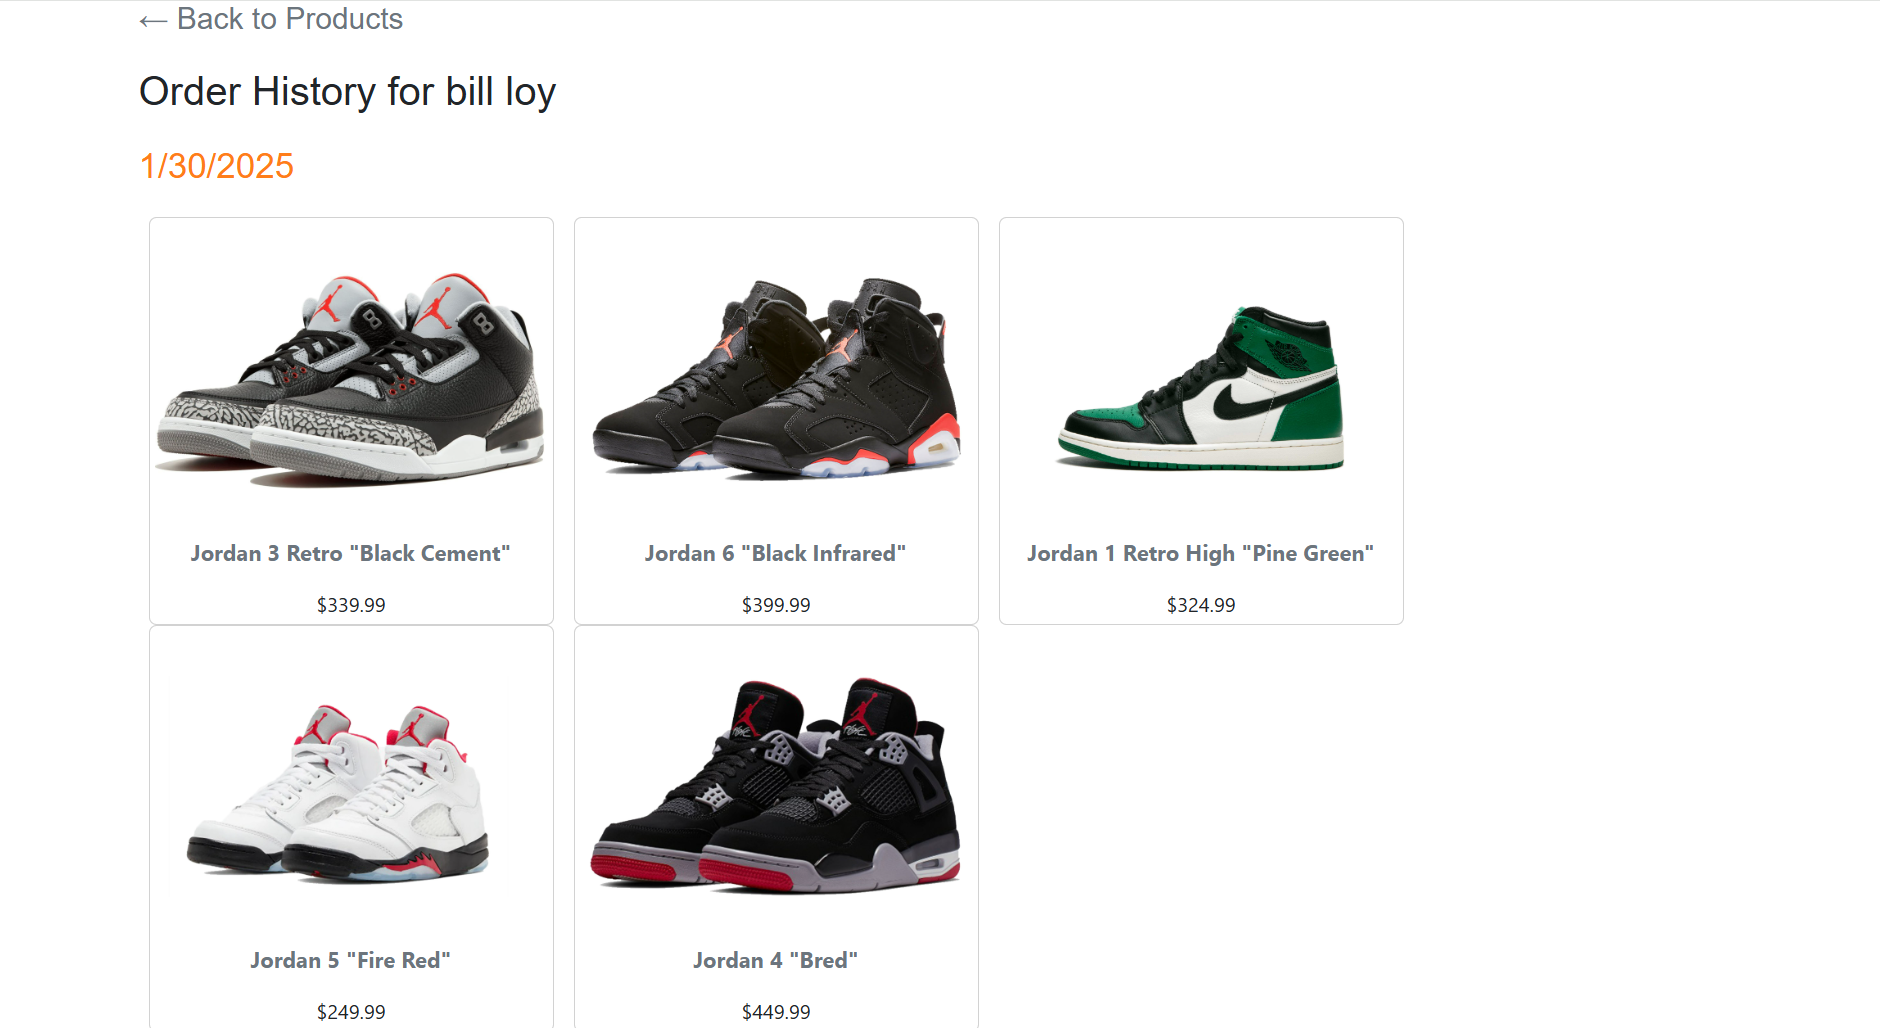 ← Back to Products
Order History for bill loy
1/30/2025
Jordan 3 Retro "Black Cement"
$339.99
Jordan 6 "Black Infrared"
$399.99
Jordan 1 Retro High "Pine Green"
$324.99
Jordan 5 "Fire Red"
$249.99
Jordan 4 "Bred"
$449.99